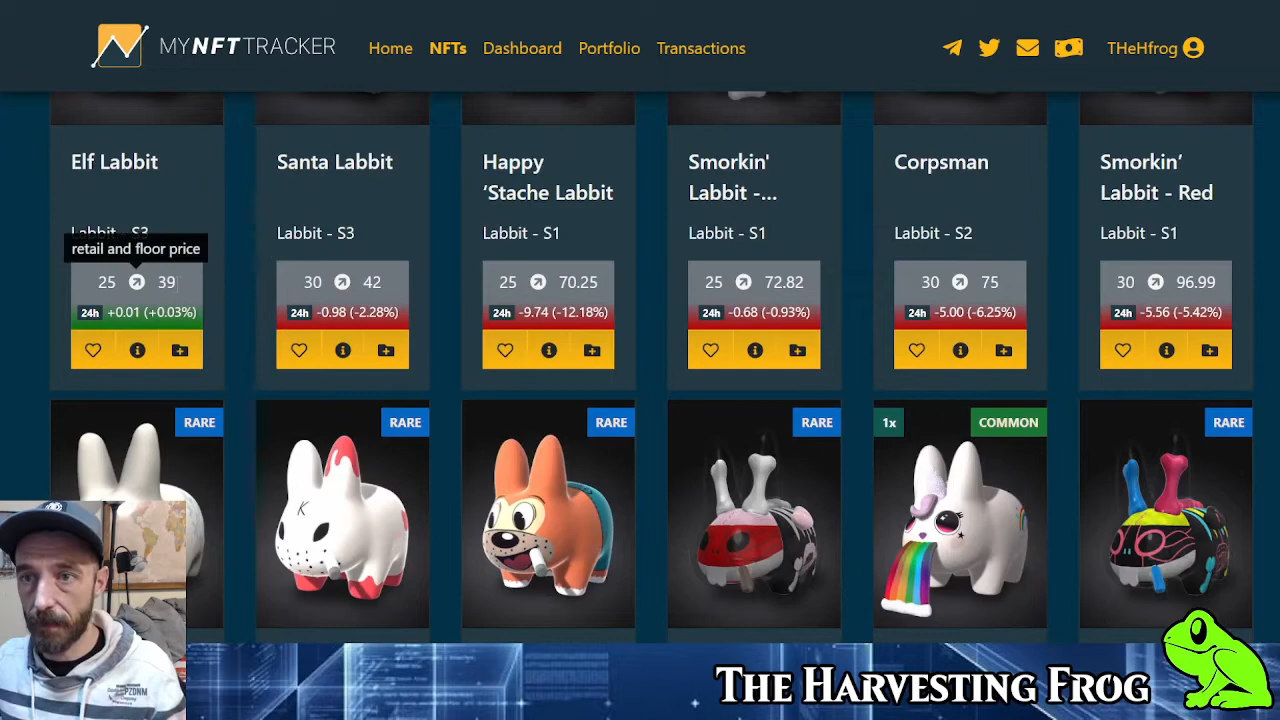 MYNFTTRACKER
Home
NFTs
Dashboard
Portfolio
Transactions
THeHfrog
Elf Labbit
Labbit - S3
retail and floor price
25
39
24h +0.01 (+0.03%)
Santa Labbit
Labbit - S3
30
42
24h -0.98 (-2.28%)
Happy
‘Stache Labbit
Labbit - S1
25
70.25
24h -9.74 (-12.18%)
Smorkin'
Labbit -...
Labbit - S1
25
72.82
24h -0.68 (-0.93%)
Corpsman
Labbit - S2
30
75
24h -5.00 (-6.25%)
Smorkin’
Labbit - Red
Labbit - S1
30
96.99
24h -5.56 (-5.42%)
RARE
RARE
RARE
RARE
1x
COMMON
RARE
The Harvesting Frog